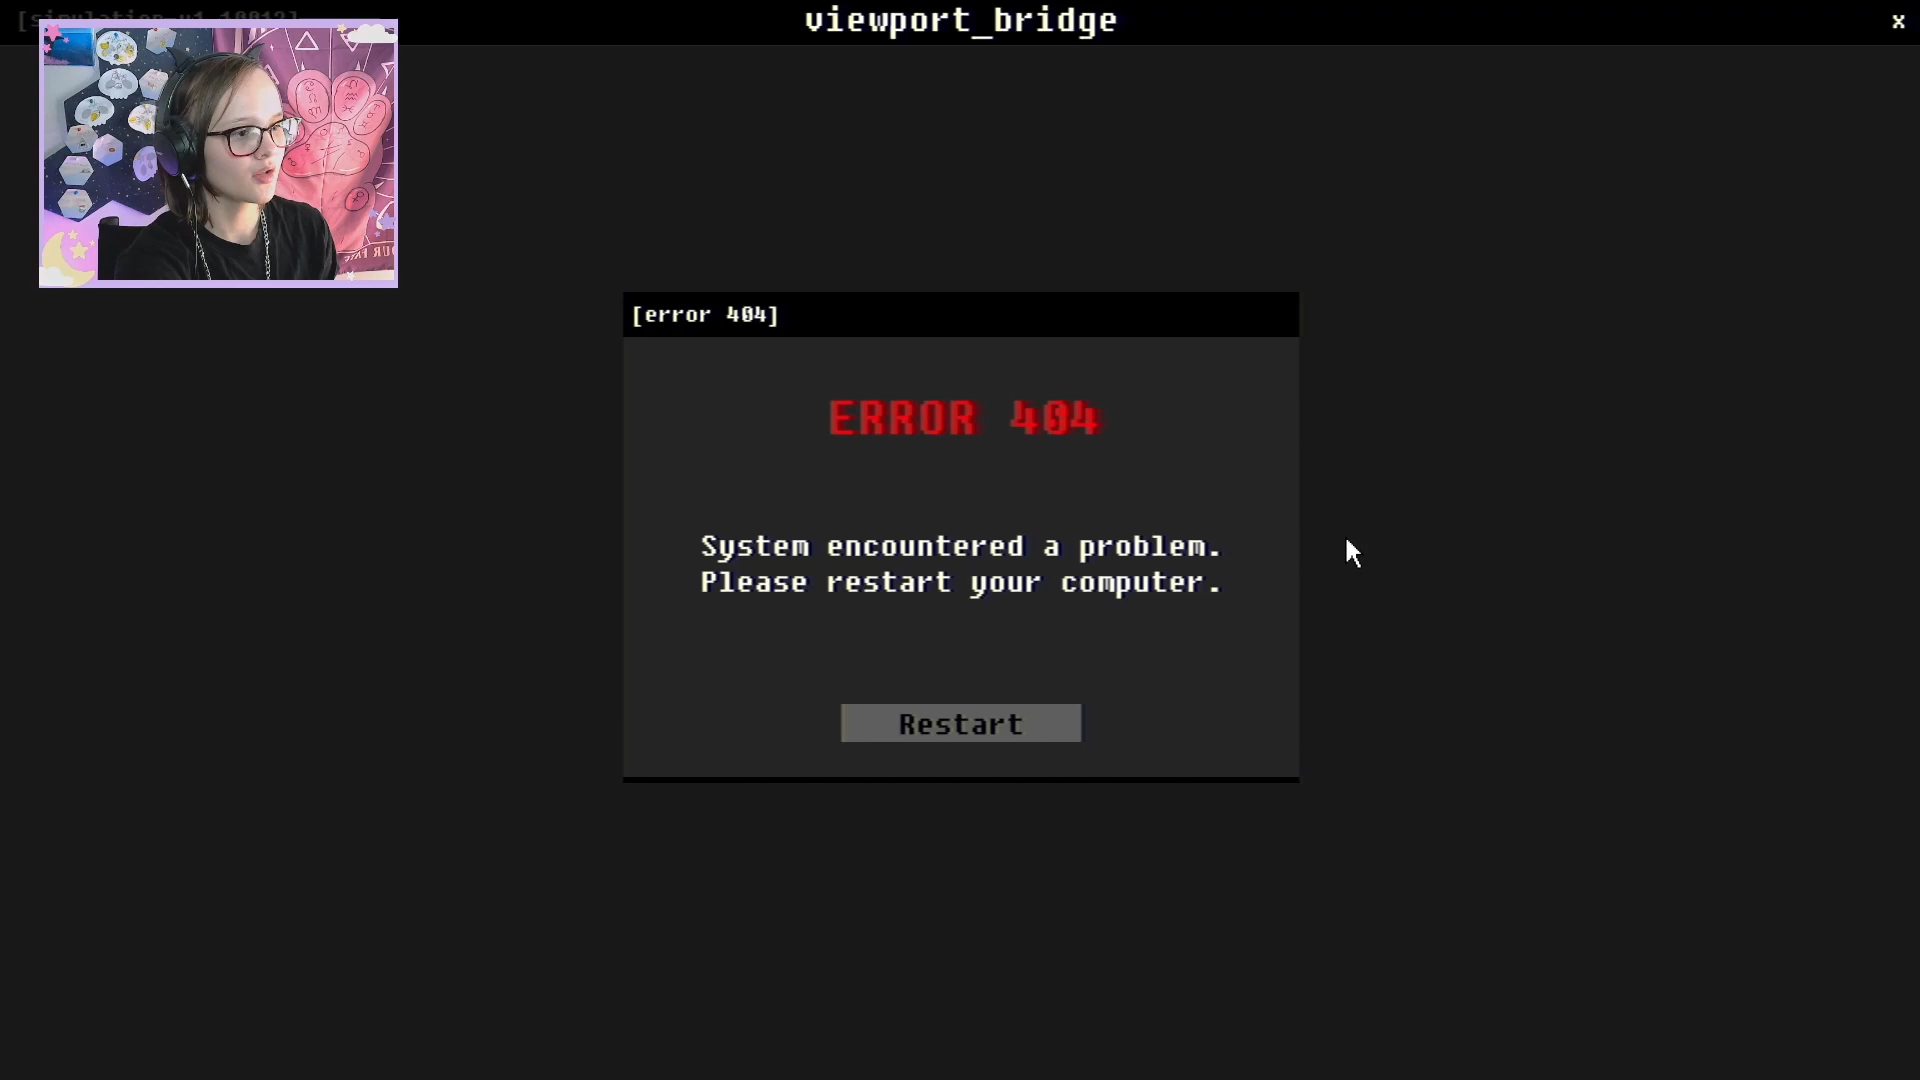 viewport_bridge
x
[error 404]
ERROR 404
System encountered a problem.
Please restart your computer.
Restart